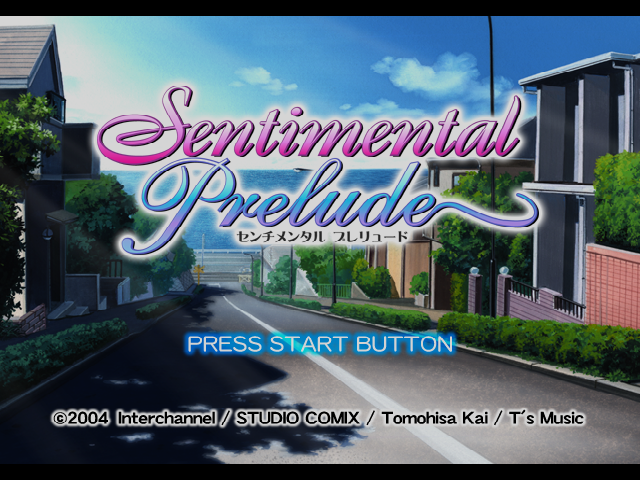 Sentimental
Prelude
センチメンタル プレリュード
PRESS START BUTTON
©2004 Interchannel / STUDIO COMIX / Tomohisa Kai / T's Music